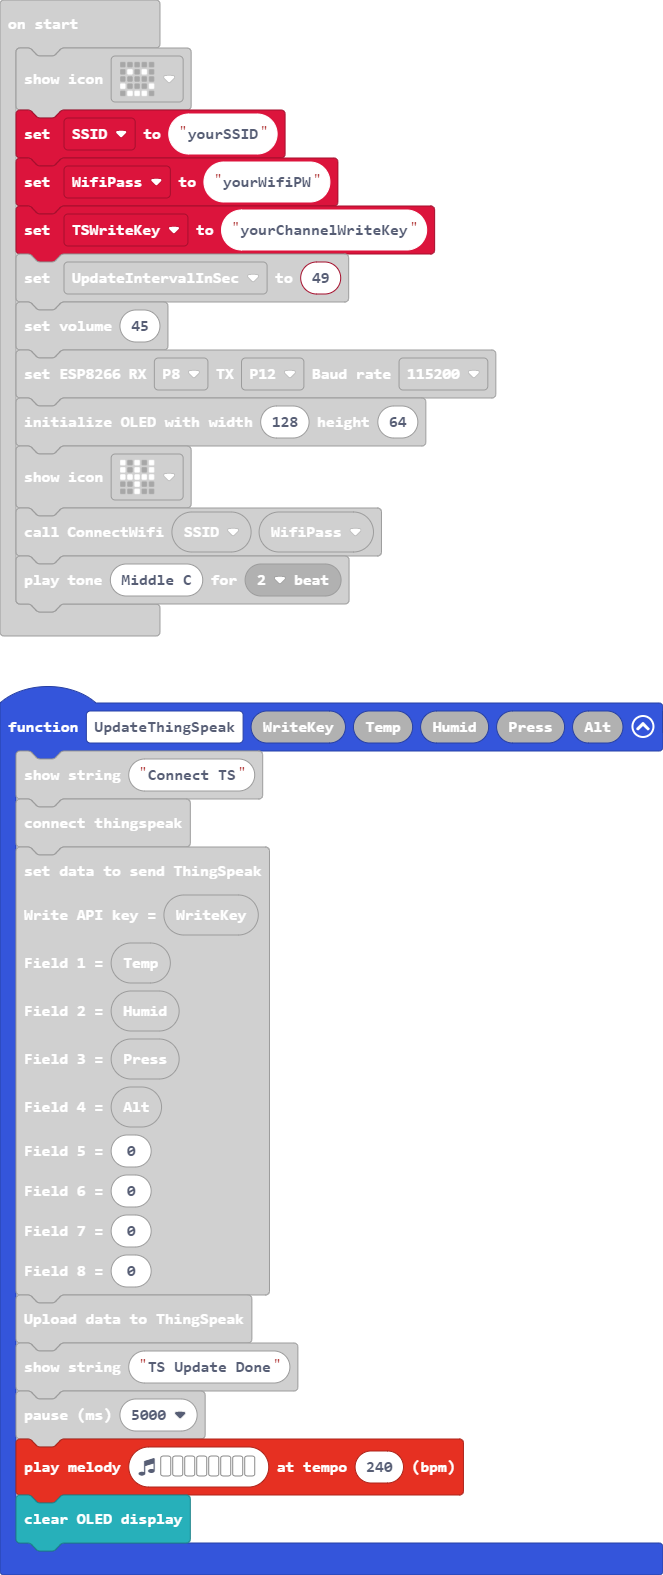 on start
show icon
set SSID to "yourSSID"
set WifiPass to "yourWifiPW"
set TSWriteKey to "yourChannelWriteKey"
set UpdateIntervalInSec to 49
set volume 45
set ESP8266 RX P8 TX P12 Baud rate 115200
initialize OLED with width 128 height 64
show icon
call ConnectWifi SSID WifiPass
play tone Middle C for 2 beat
function UpdateThingSpeak WriteKey Temp Humid Press Alt
show string "Connect TS"
connect thingspeak
set data to send ThingSpeak
Write API key = WriteKey
Field 1 = Temp
Field 2 = Humid
Field 3 = Press
Field 4 = Alt
Field 5 = 0
Field 6 = 0
Field 7 = 0
Field 8 = 0
Upload data to ThingSpeak
show string "TS Update Done"
pause (ms) 5000
play melody at tempo 240 (bpm)
clear OLED display